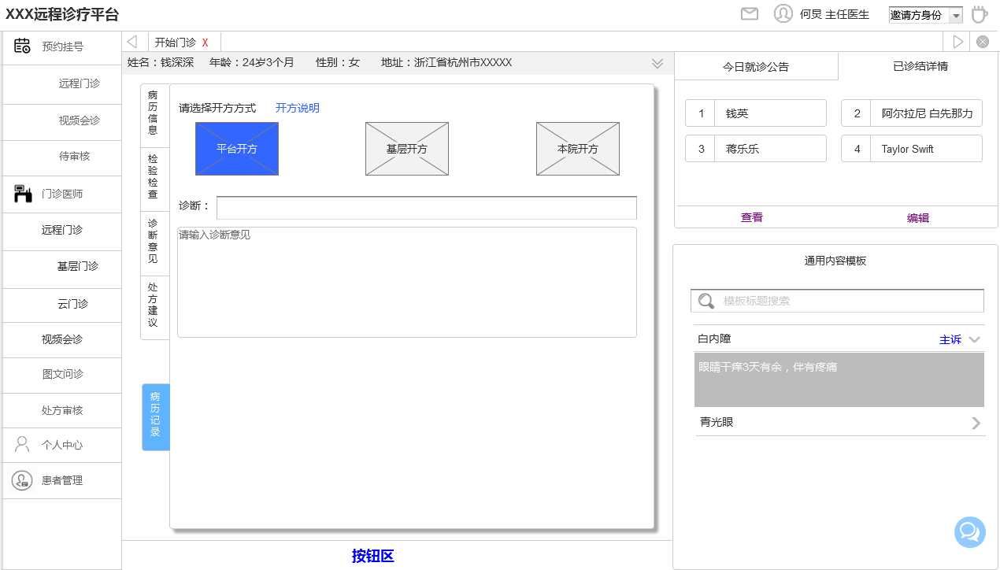 XXX远程诊疗平台
何炅 主任医生
邀请方身份
预约挂号
远程门诊
视频会诊
待审核
门诊医师
远程门诊
基层门诊
云门诊
视频会诊
图文问诊
处方审核
个人中心
患者管理
开始门诊 X
姓名：钱深深 年龄：24岁3个月 性别：女 地址：浙江省杭州市XXXXX
病历信息
检验检查
诊断意见
处方建议
病历记录
请选择开方方式 开方说明
平台开方 基层开方 本院开方
诊断：
请输入诊断意见
按钮区
今日就诊公告 已诊结详情
1 钱英 2 阿尔拉尼 白先那力
3 蒋乐乐 4 Taylor Swift
查看 编辑
通用内容模板
模板标题搜索
白内障 主诉
眼睛干痒3天有余，伴有疼痛
青光眼